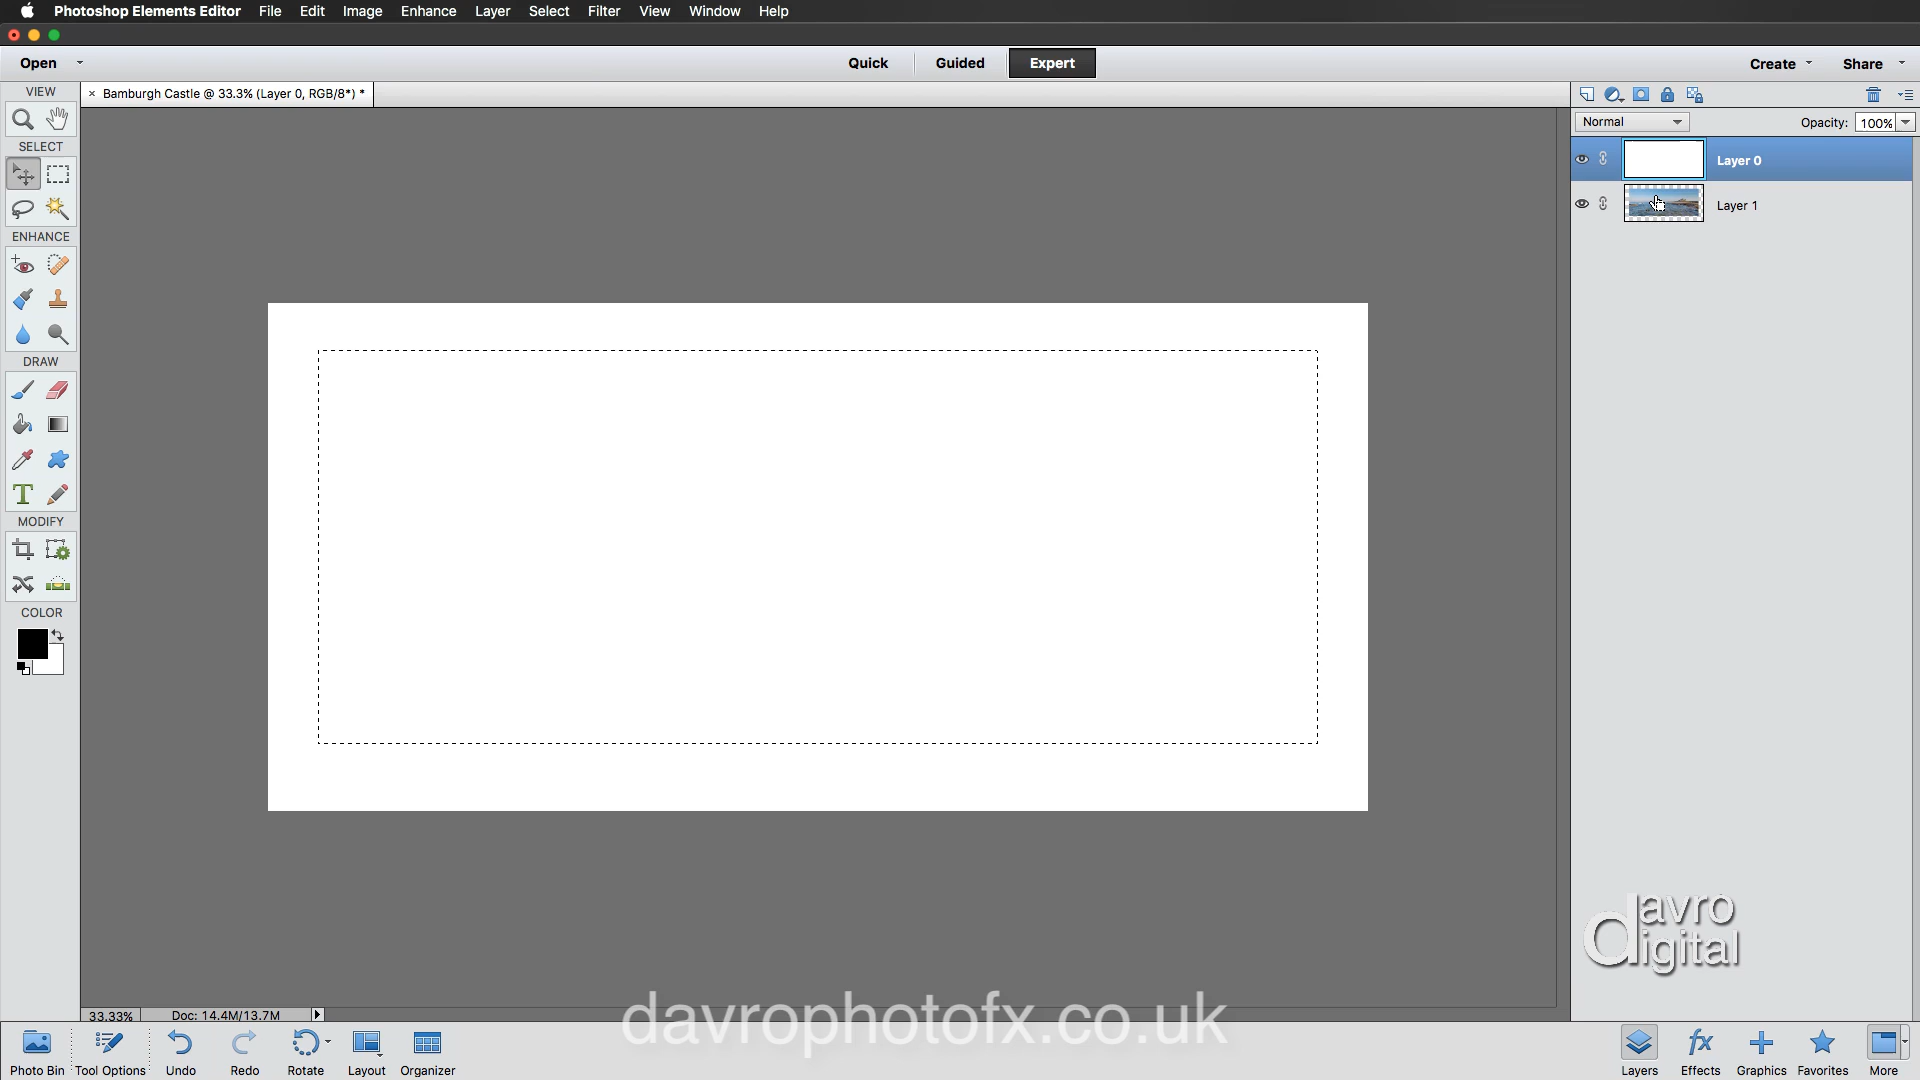 Photoshop Elements Editor File Edit Image Enhance Layer Select Filter View Window Help
Open Quick Guided Expert Create Share
VIEW
× Bamburgh Castle @ 33.3% (Layer 0, RGB/8*) *
Normal Opacity: 100%
SELECT
Layer 0
Layer 1
ENHANCE
DRAW
T
MODIFY
COLOR
davro
digital
33.33% Doc: 14.4M/13.7M
davrophotofx.co.uk
fx
Photo Bin Tool Options Undo Redo Rotate Layout Organizer Layers Effects Graphics Favorites More